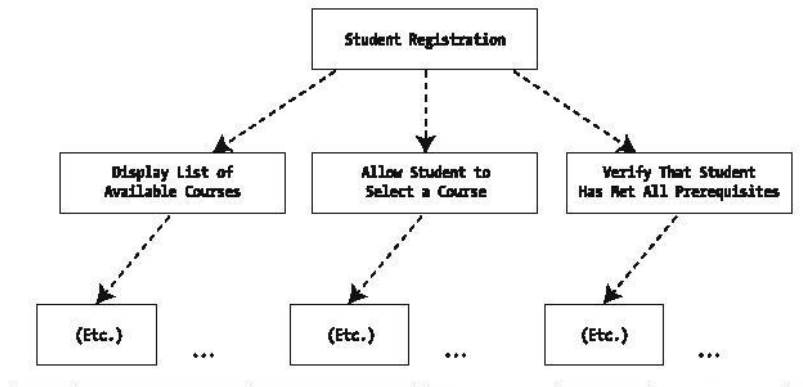 Student Registration
Display List of
Available Courses
Allow Student to
Select a Course
Verify That Student
Has Met All Prerequisites
(Etc.)
...
(Etc.)
...
(Etc.)
...